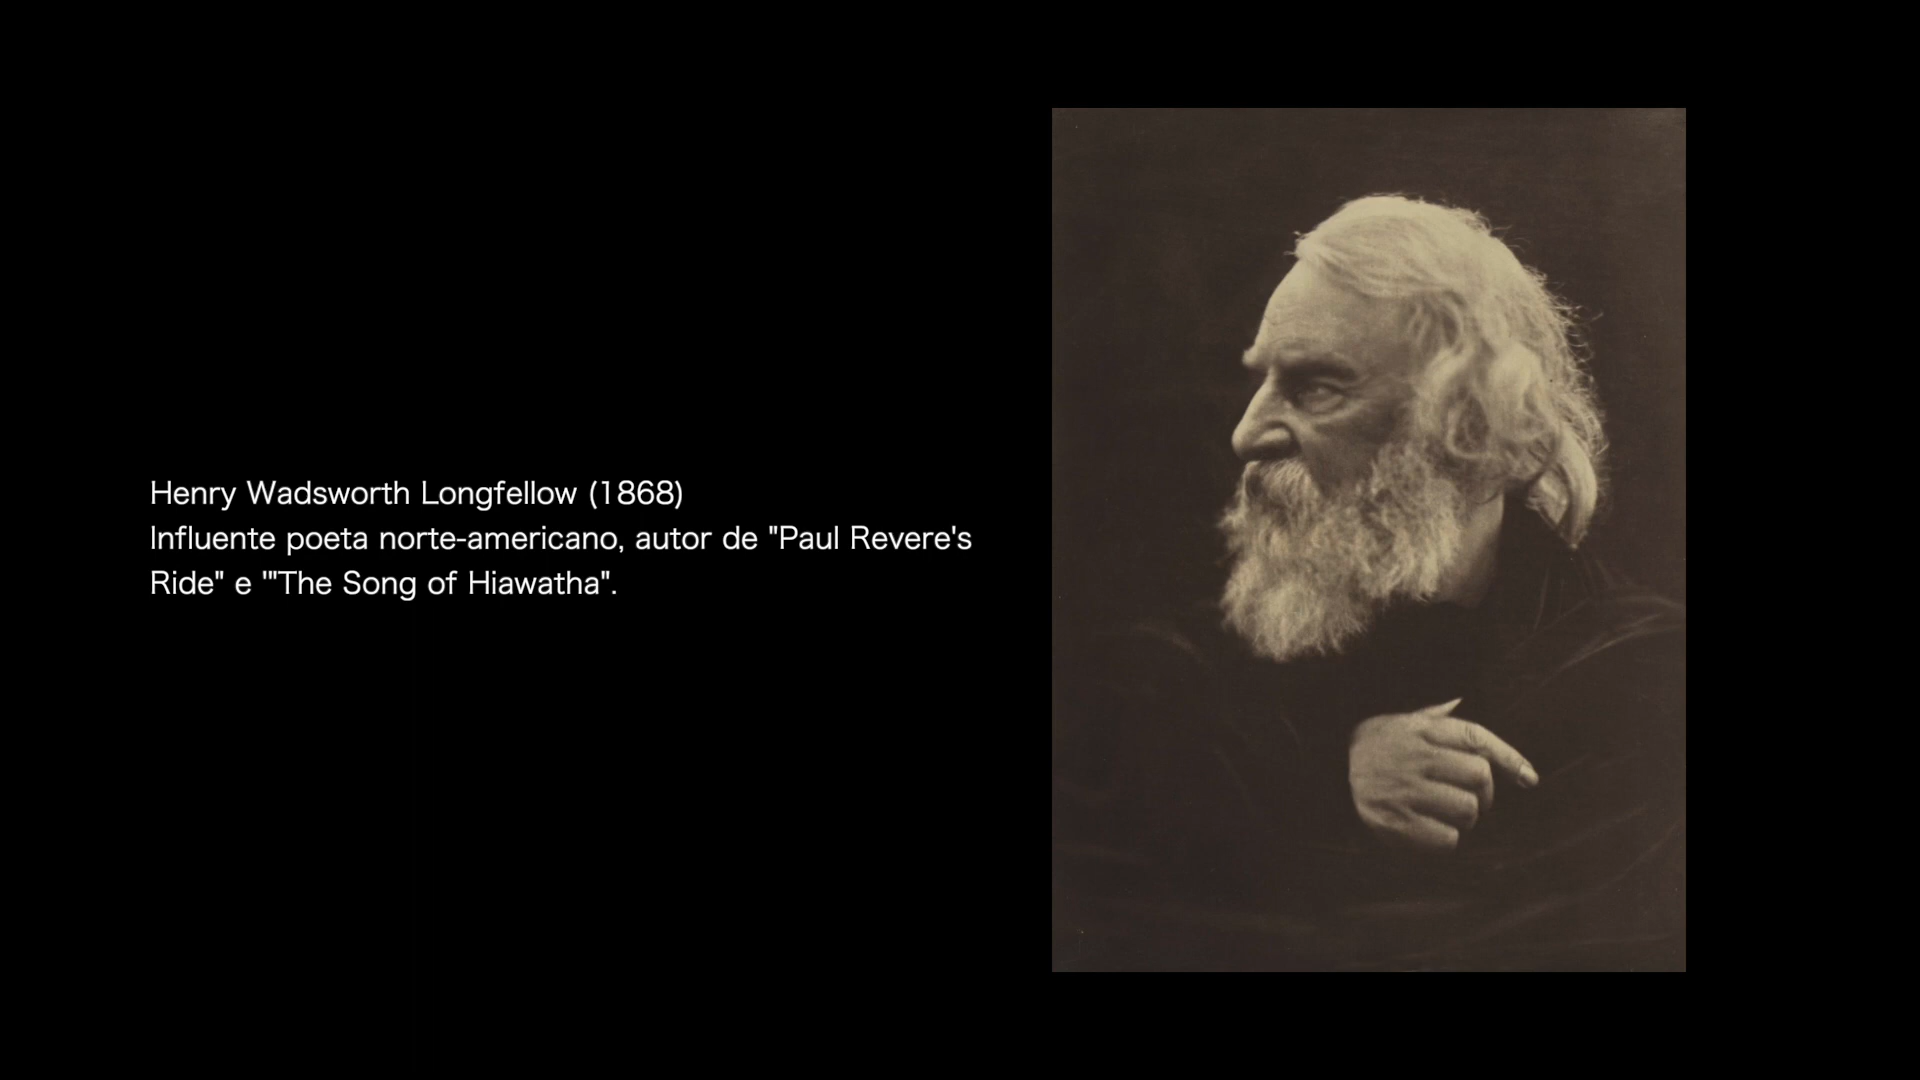 Henry Wadsworth Longfellow (1868)
Influente poeta norte-americano, autor de "Paul Revere's
Ride" e '"The Song of Hiawatha".